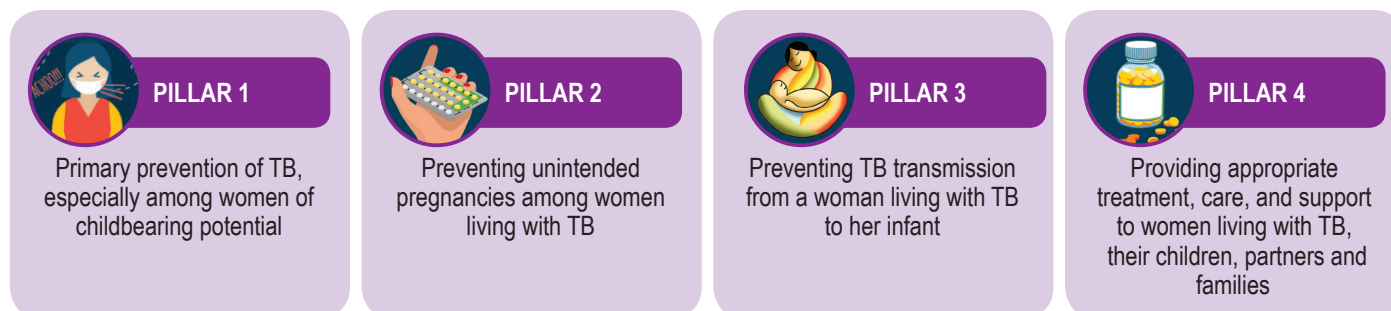 ACHOO!!!
PILLAR 1
Primary prevention of TB,
especially among women of
childbearing potential
PILLAR 2
Preventing unintended
pregnancies among women
living with TB
PILLAR 3
Preventing TB transmission
from a woman living with TB
to her infant
PILLAR 4
Providing appropriate
treatment, care, and support
to women living with TB,
their children, partners and
families